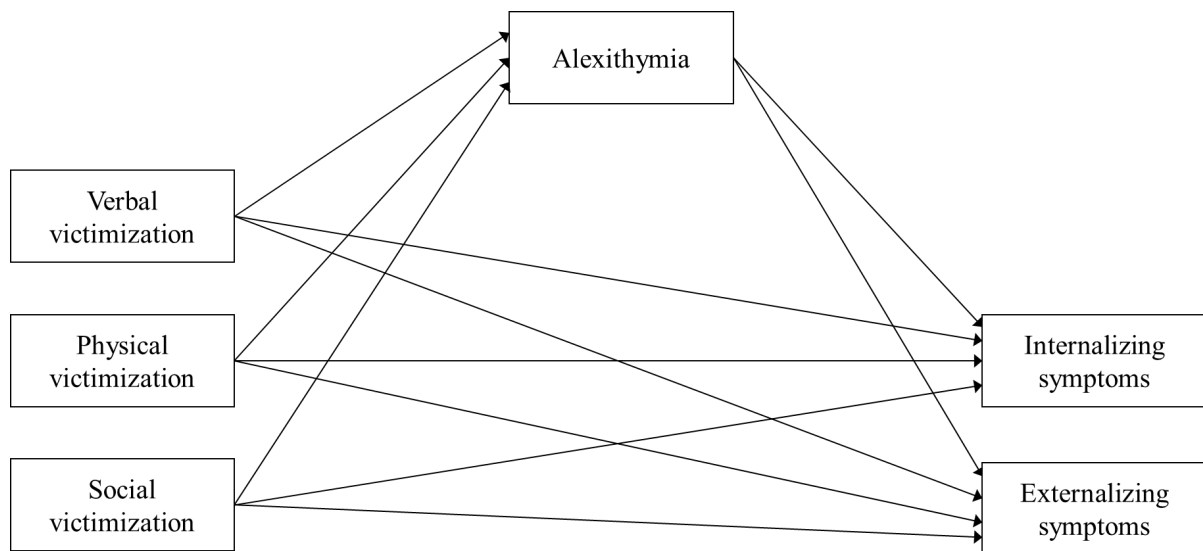 Alexithymia
Verbal
victimization
Physical
victimization
Internalizing
symptoms
Social
victimization
Externalizing
symptoms